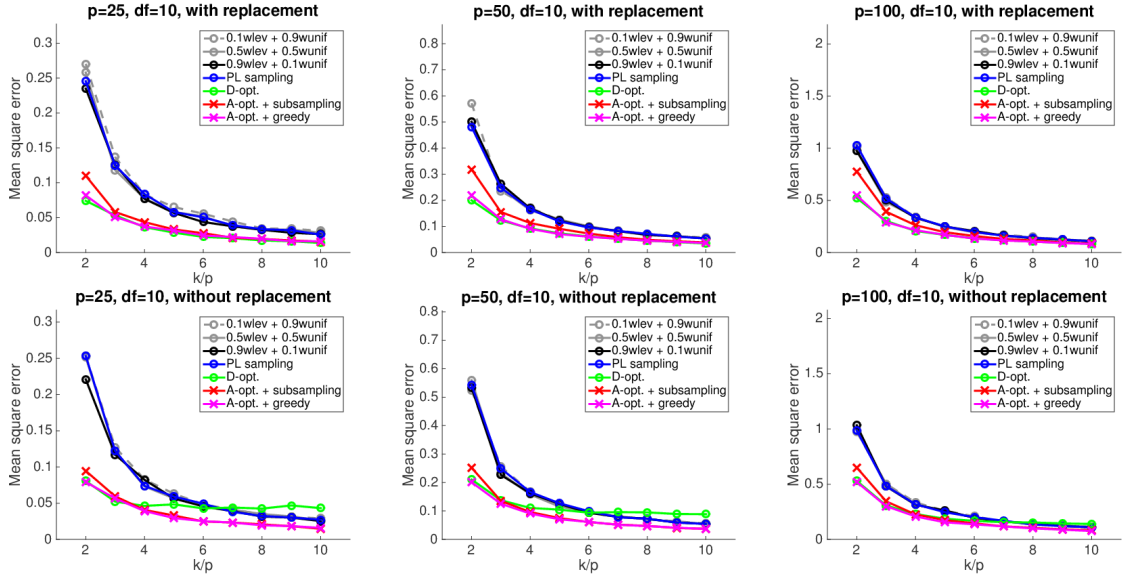 p=25, df=10, with replacement
Mean square error
0.3
0.25
0.2
0.15
0.1
0.05
0
0.1wlev + 0.9wunif
0.5wlev + 0.5wunif
0.9wlev + 0.1wunif
PL sampling
D-opt.
A-opt. + subsampling
A-opt. + greedy
2 4 6 8 10
k/p
p=50, df=10, with replacement
Mean square error
0.8
0.7
0.6
0.5
0.4
0.3
0.2
0.1
0
0.1wlev + 0.9wunif
0.5wlev + 0.5wunif
0.9wlev + 0.1wunif
PL sampling
D-opt.
A-opt. + subsampling
A-opt. + greedy
2 4 6 8 10
k/p
p=100, df=10, with replacement
Mean square error
2
1.5
1
0.5
0
0.1wlev + 0.9wunif
0.5wlev + 0.5wunif
0.9wlev + 0.1wunif
PL sampling
D-opt.
A-opt. + subsampling
A-opt. + greedy
2 4 6 8 10
k/p
p=25, df=10, without replacement
Mean square error
0.3
0.25
0.2
0.15
0.1
0.05
0
0.1wlev + 0.9wunif
0.5wlev + 0.5wunif
0.9wlev + 0.1wunif
PL sampling
D-opt.
A-opt. + subsampling
A-opt. + greedy
2 4 6 8 10
k/p
p=50, df=10, without replacement
Mean square error
0.8
0.7
0.6
0.5
0.4
0.3
0.2
0.1
0
0.1wlev + 0.9wunif
0.5wlev + 0.5wunif
0.9wlev + 0.1wunif
PL sampling
D-opt.
A-opt. + subsampling
A-opt. + greedy
2 4 6 8 10
k/p
p=100, df=10, without replacement
Mean square error
2
1.5
1
0.5
0
0.1wlev + 0.9wunif
0.5wlev + 0.5wunif
0.9wlev + 0.1wunif
PL sampling
D-opt.
A-opt. + subsampling
A-opt. + greedy
2 4 6 8 10
k/p